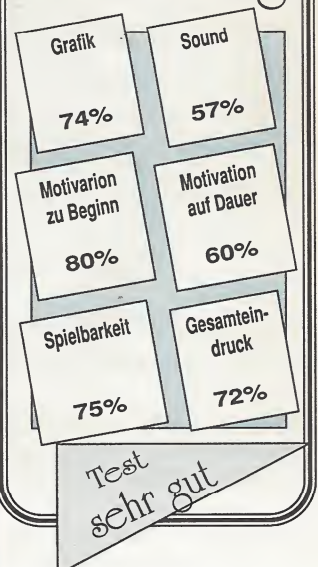 Grafik
74%
Sound
57%
Motivarion
zu Beginn
80%
Motivation
auf Dauer
60%
Spielbarkeit
75%
Gesamtein-
druck
72%
Test
sehr gut